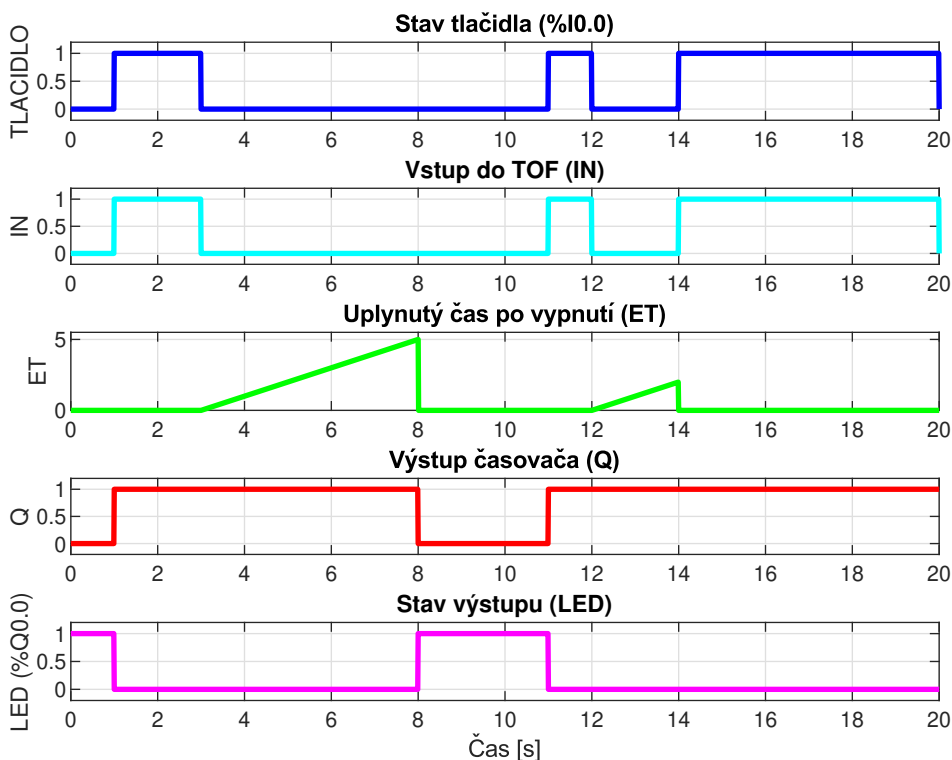 Stav tlačidla (%I0.0)
TLACIDLO
1
0.5
0
0 2 4 6 8 10 12 14 16 18 20
Vstup do TOF (IN)
IN
1
0.5
0
0 2 4 6 8 10 12 14 16 18 20
Uplynutý čas po vypnutí (ET)
ET
5
0
0 2 4 6 8 10 12 14 16 18 20
Výstup časovača (Q)
Q
1
0.5
0
0 2 4 6 8 10 12 14 16 18 20
Stav výstupu (LED)
LED (%Q0.0)
1
0.5
0
0 2 4 6 8 10 12 14 16 18 20
Čas [s]